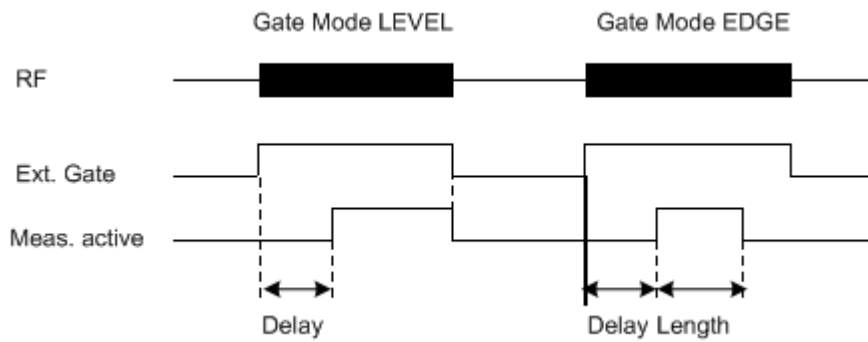 Gate Mode LEVEL Gate Mode EDGE
RF
Ext. Gate
Meas. active
Delay Delay Length